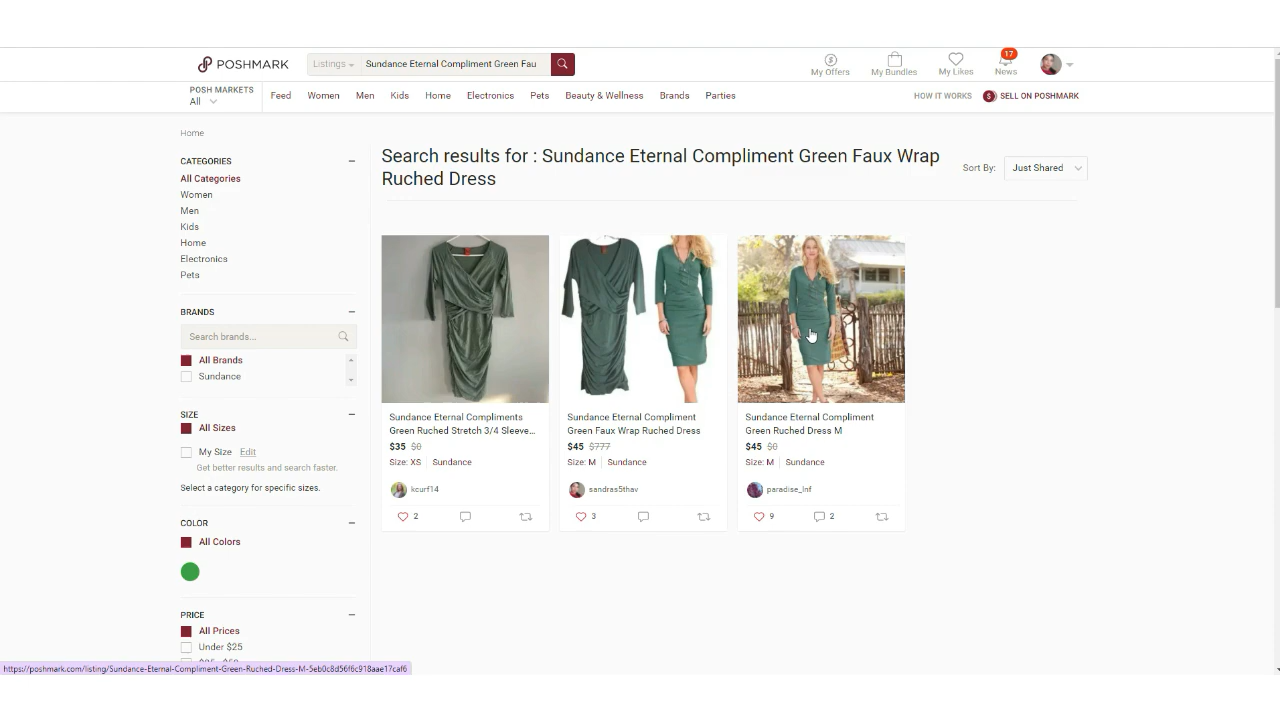 POSHMARK
Listings
Sundance Eternal Compliment Green Fau
My Offers
My Bundles
My Likes
17
News
POSH MARKETS
All
Feed
Women
Men
Kids
Home
Electronics
Pets
Beauty & Wellness
Brands
Parties
HOW IT WORKS
$ SELL ON POSHMARK
Home
CATEGORIES
All Categories
Women
Men
Kids
Home
Electronics
Pets
BRANDS
Search brands...
All Brands
Sundance
SIZE
All Sizes
My Size Edit
Get better results and search faster.
Select a category for specific sizes.
COLOR
All Colors
PRICE
All Prices
Under $25
$25 - $50
Search results for : Sundance Eternal Compliment Green Faux Wrap
Ruched Dress
Sort By: Just Shared
Sundance Eternal Compliments
Green Ruched Stretch 3/4 Sleeve...
$35 $0
Size: XS Sundance
kcurf14
2
Sundance Eternal Compliment
Green Faux Wrap Ruched Dress
$45 $777
Size: M Sundance
sandras5thav
3
Sundance Eternal Compliment
Green Ruched Dress M
$45 $0
Size: M Sundance
paradise_lnf
9
2
https://poshmark.com/listing/Sundance-Eternal-Compliment-Green-Ruched-Dress-M-5eb0c8d56f6c918aae17caf6